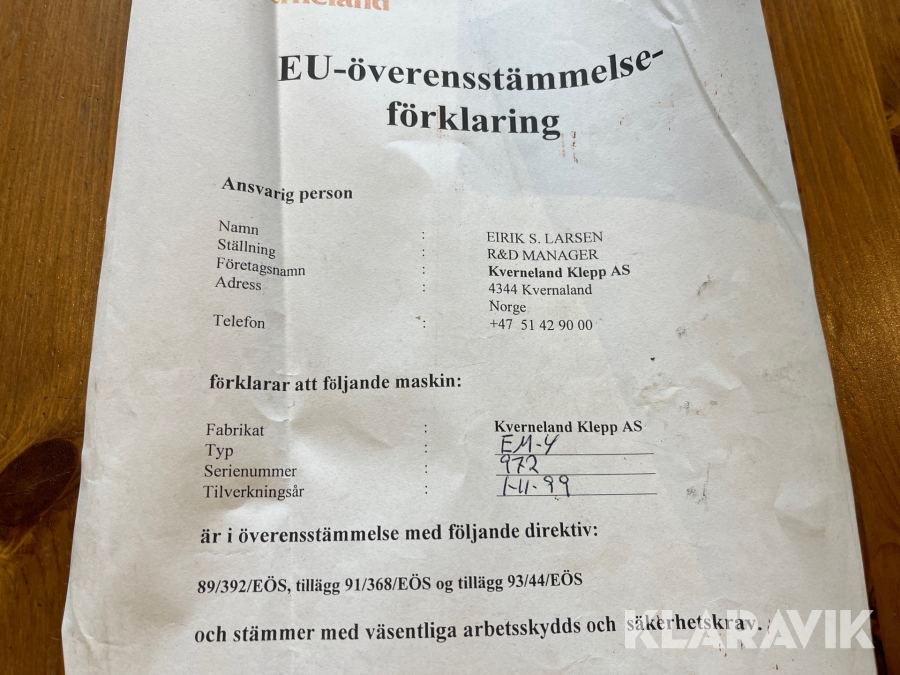 EU-överensstämmelse-
förklaring
Ansvarig person
Namn : EIRIK S. LARSEN
Ställning : R&D MANAGER
Företagsnamn : Kverneland Klepp AS
Adress : 4344 Kvernaland
Norge
Telefon : +47 51 42 90 00
förklarar att följande maskin:
Fabrikat : Kverneland Klepp AS
Typ : EM-4
Serienummer : 972
Tilverkningsår : 1-11-99
är i överensstämmelse med följande direktiv:
89/392/EÖS, tillägg 91/368/EÖS og tillägg 93/44/EÖS
och stämmer med väsentliga arbetsskydds och säkerhetskrav.
KLARAVIK